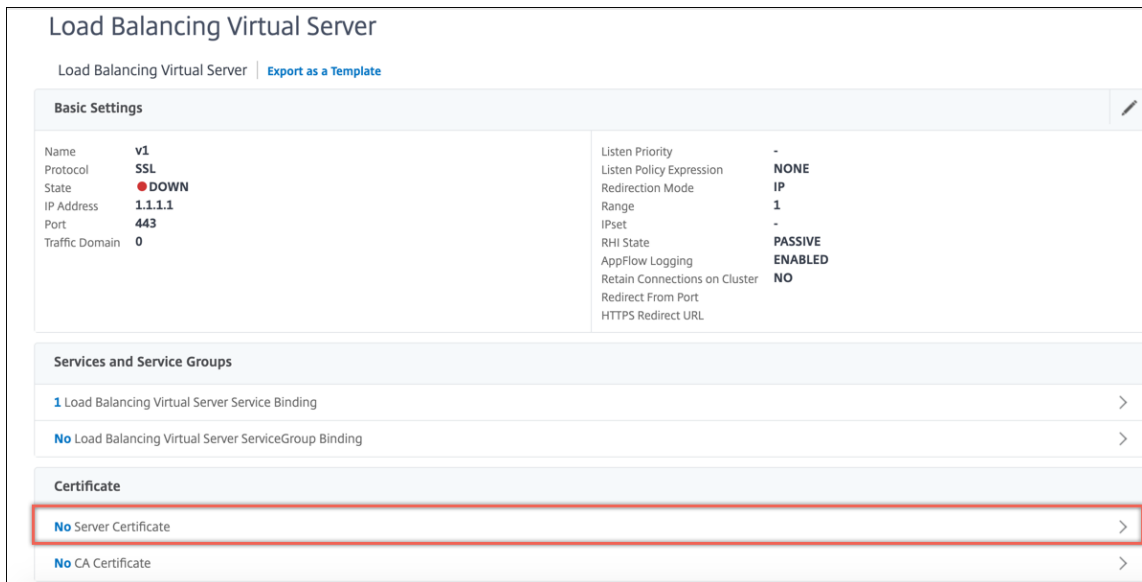 Load Balancing Virtual Server
Load Balancing Virtual Server | Export as a Template
Basic Settings
Name v1
Protocol SSL
State DOWN
IP Address 1.1.1.1
Port 443
Traffic Domain 0
Listen Priority -
Listen Policy Expression NONE
Redirection Mode IP
Range 1
IPset -
RHI State PASSIVE
AppFlow Logging ENABLED
Retain Connections on Cluster NO
Redirect From Port
HTTPS Redirect URL
Services and Service Groups
1 Load Balancing Virtual Server Service Binding
No Load Balancing Virtual Server ServiceGroup Binding
Certificate
No Server Certificate
No CA Certificate